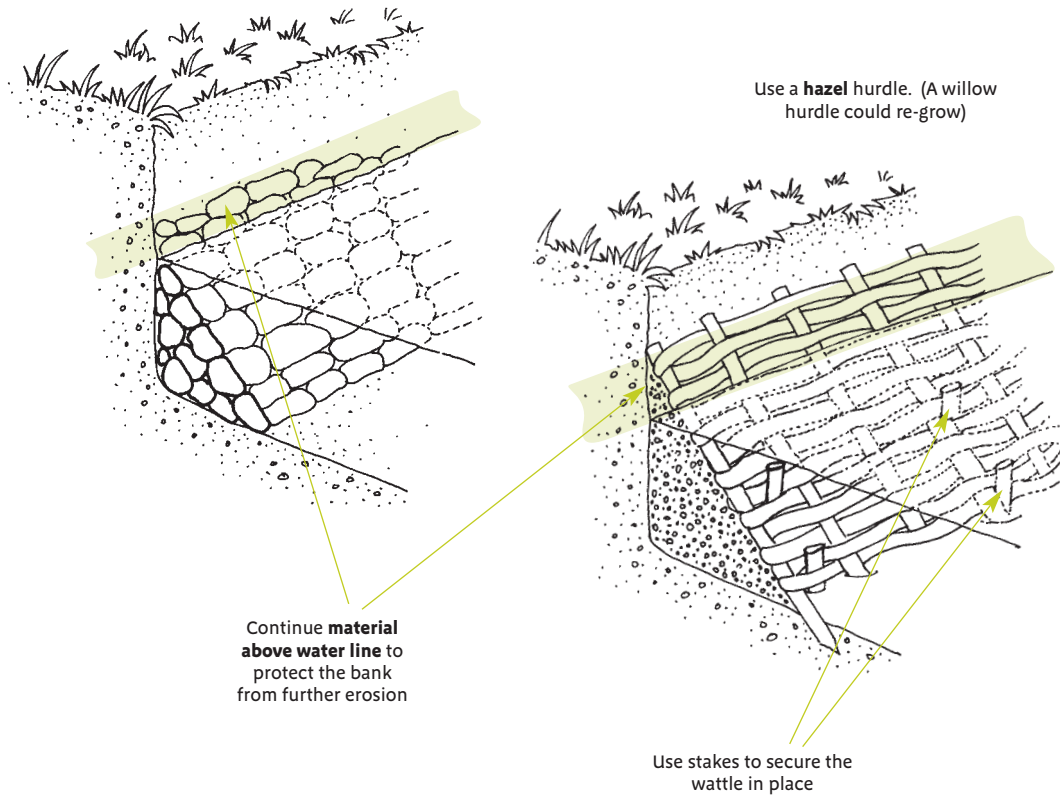 Use a hazel hurdle. (A willow
hurdle could re-grow)
Continue material
above water line to
protect the bank
from further erosion
Use stakes to secure the
wattle in place